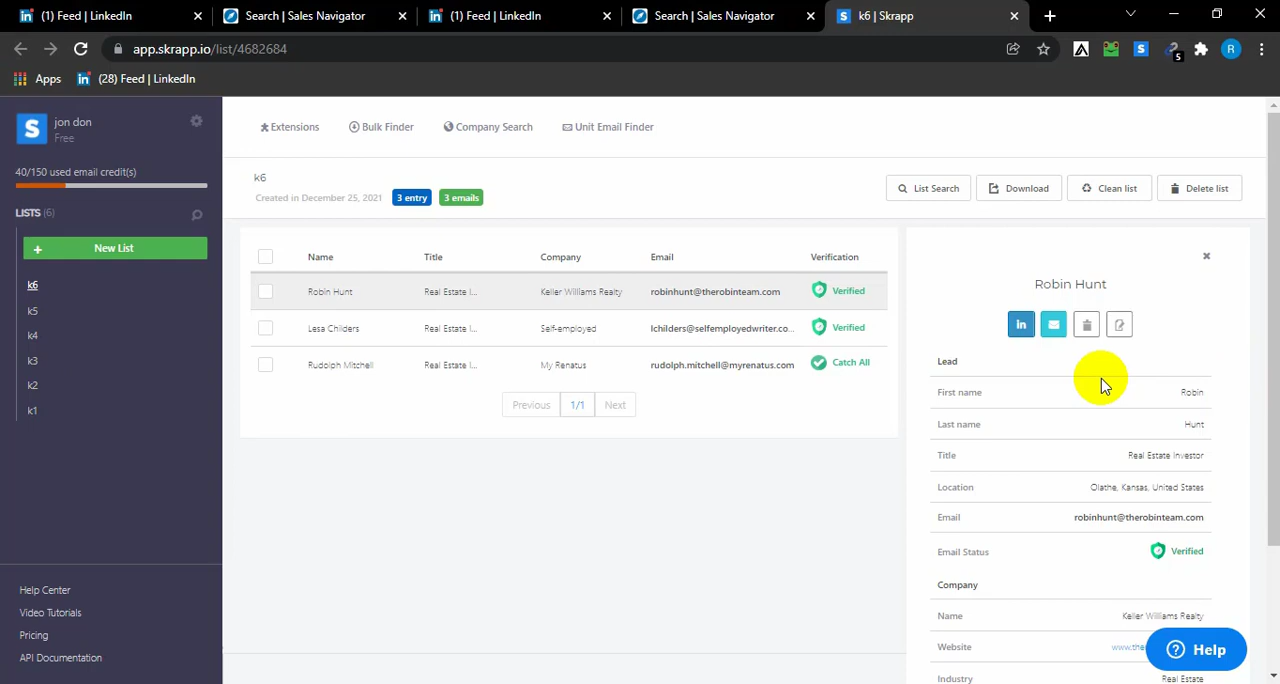 (1) Feed | LinkedIn
Search | Sales Navigator
(1) Feed | LinkedIn
Search | Sales Navigator
k6 | Skrapp
app.skrapp.io/list/4682684
5
R
Apps
(28) Feed | LinkedIn
S
jon don
Free
40/150 used email credit(s)
LISTS (6)
+ New List
k6
k5
k4
k3
k2
k1
Help Center
Video Tutorials
Pricing
API Documentation
Extensions
Bulk Finder
Company Search
Unit Email Finder
k6
Created in December 25, 2021
3 entry
3 emails
List Search
Download
Clean list
Delete list
Name Title Company Email Verification
Robin Hunt Real Estate I... Keller Williams Realty robinhunt@therobinteam.com Verified
Lesa Childers Real Estate I... Self-employed lchilders@selfemployedwriter.co... Verified
Rudolph Mitchell Real Estate I... My Renatus rudolph.mitchell@myrenatus.com Catch All
Previous 1/1 Next
Robin Hunt
in
Lead
First name Robin
Last name Hunt
Title Real Estate Investor
Location Olathe, Kansas, United States
Email robinhunt@therobinteam.com
Email Status Verified
Company
Name Keller Williams Realty
Website
Industry Real Estate
Help